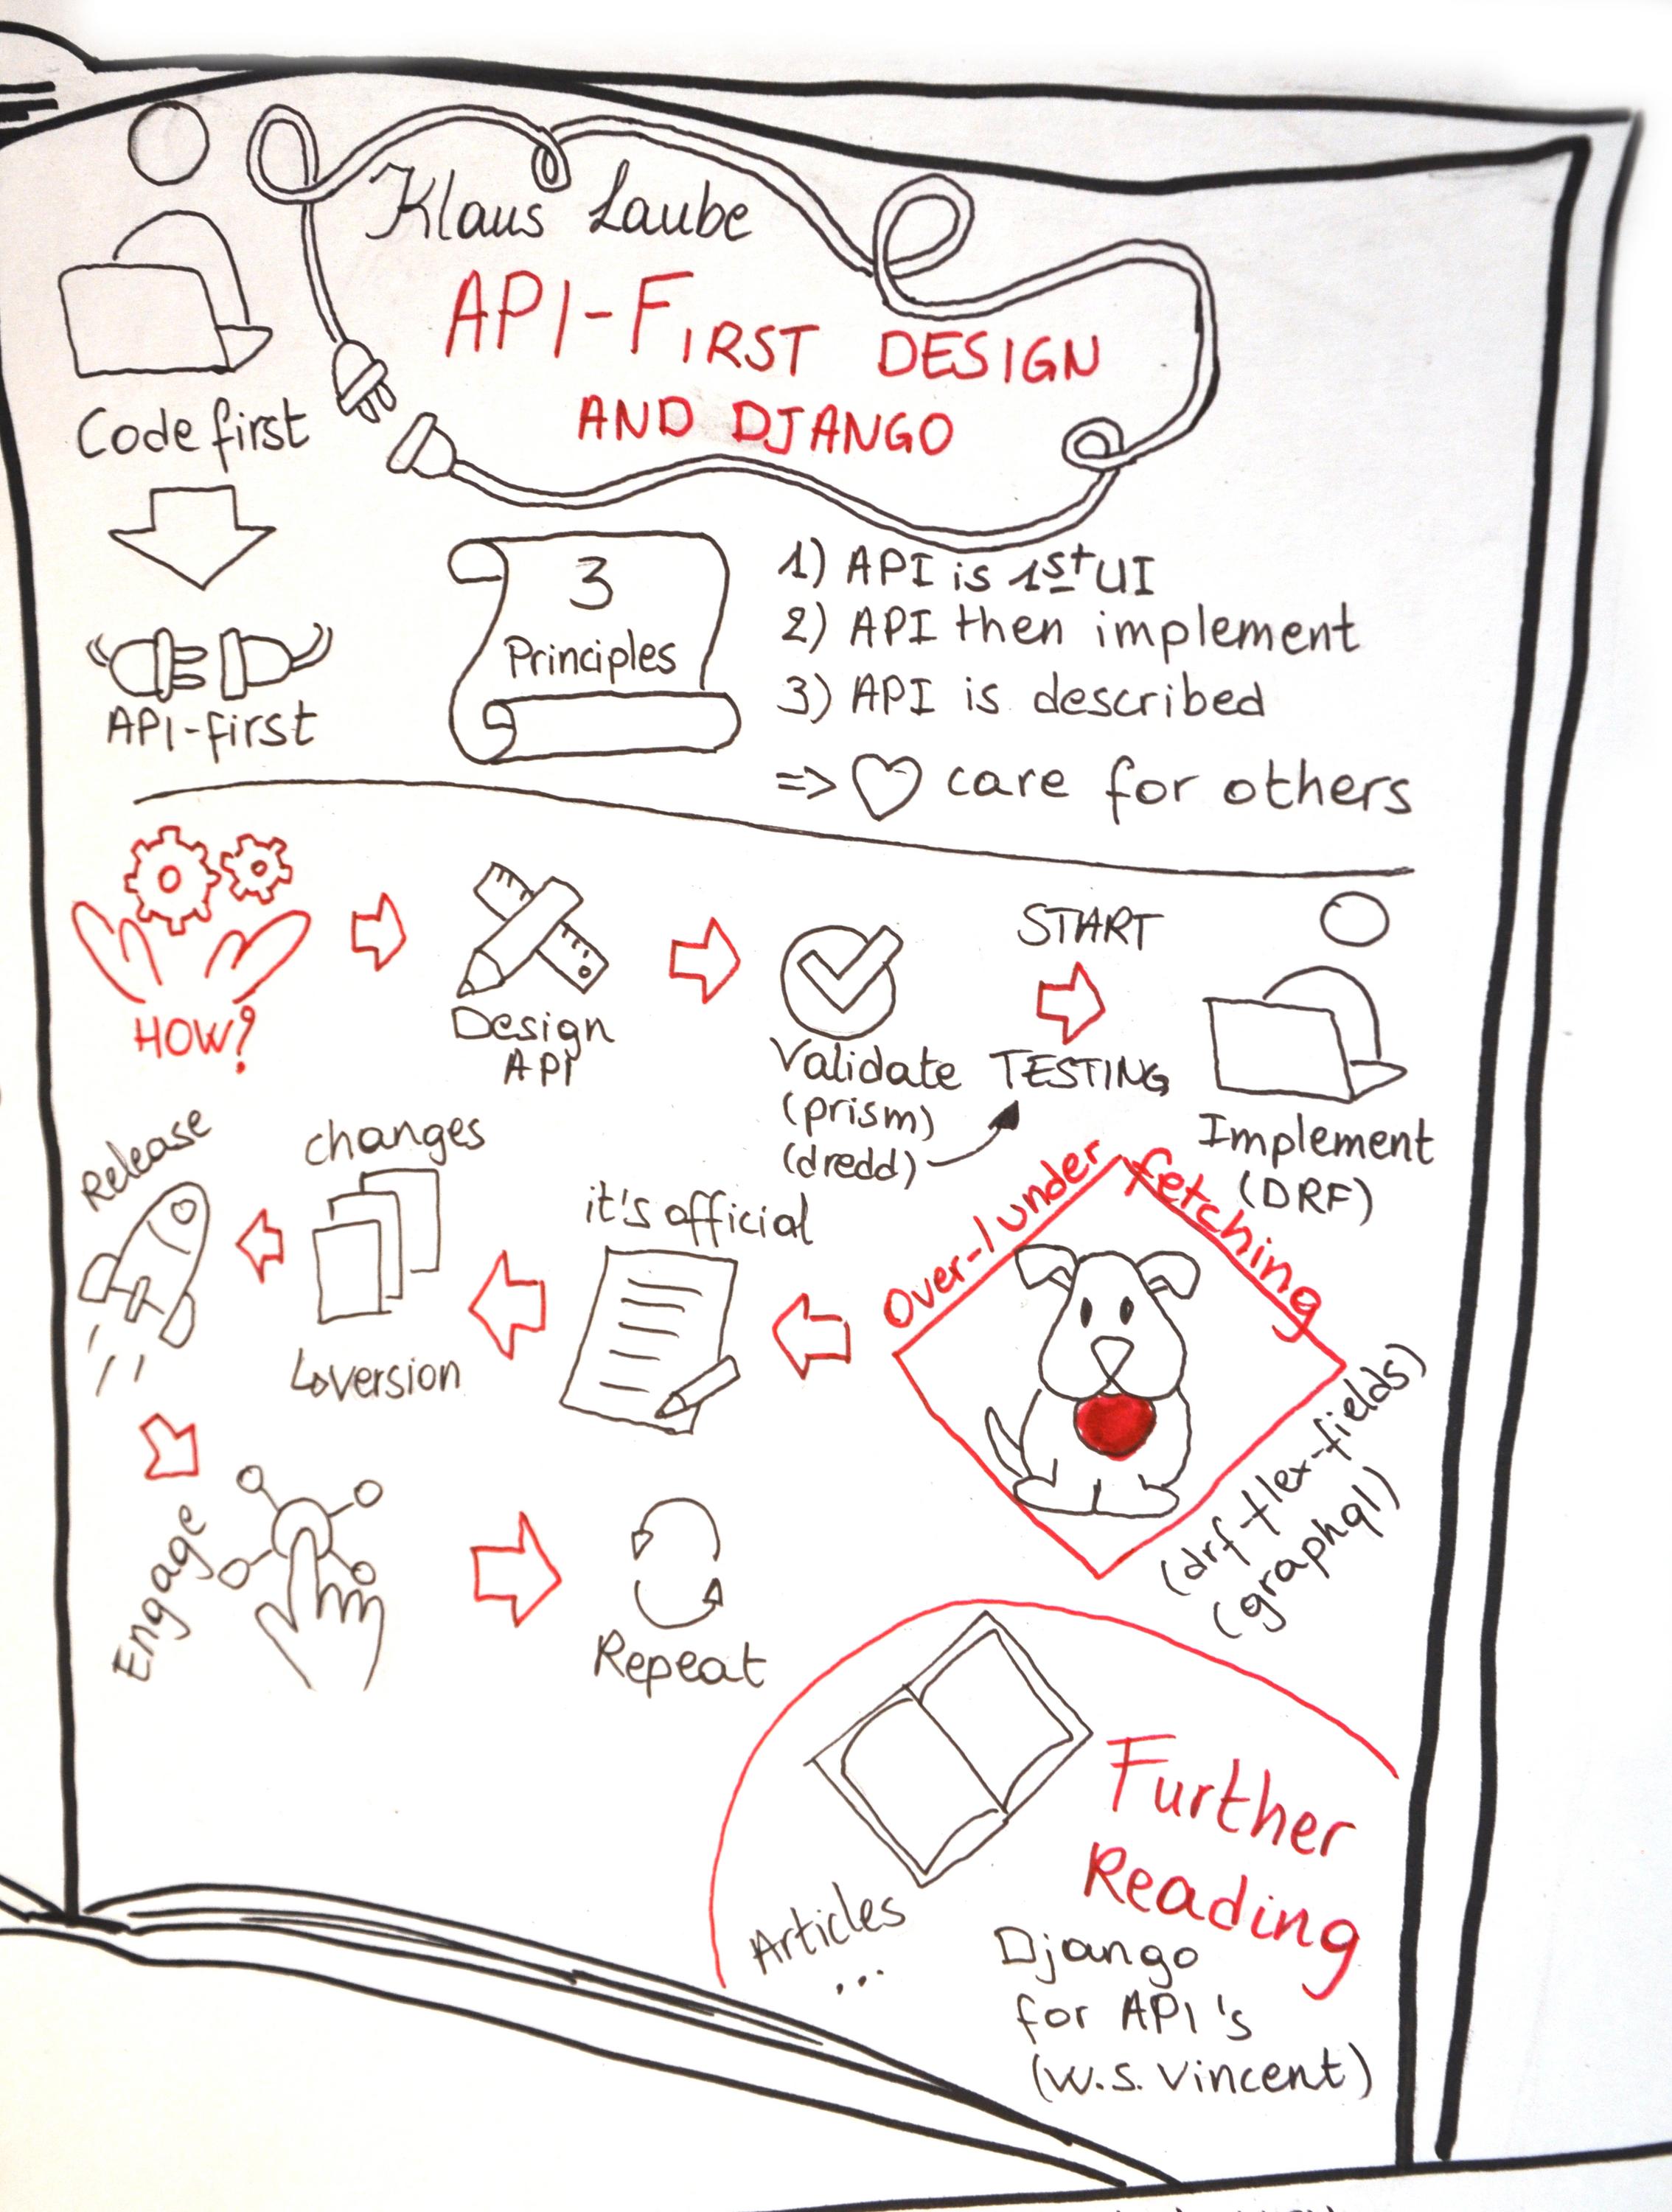 Klaus Laube
API-FIRST DESIGN
AND DJANGO
Code first
API-first
3
Principles
1) API is 1st UI
2) API then implement
3) API is described
=> ♡ care for others
HOW?
Design
API
Validate
(prism)
(dredd)
START
TESTING
Implement
(DRF)
Over-/under
fetching
(drf-flex-fields)
(graphql)
it's official
changes
↳version
Release
Engage
Repeat
Further
Reading
Articles
...
Django
for API's
(W.S. Vincent)